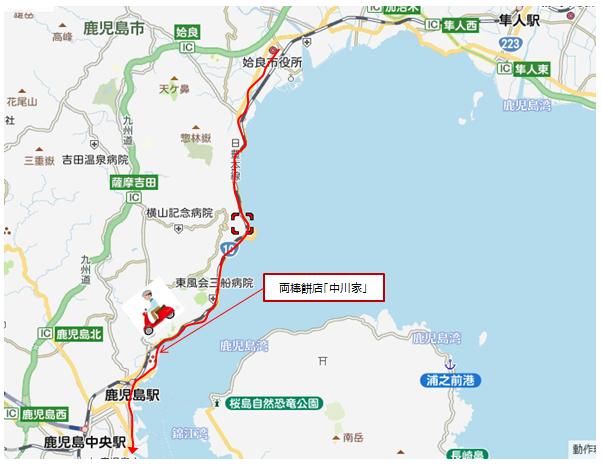 雄岳
鹿児島市
高峰
姶良
IC
加治木
隼人西
IC
隼人駅
223
隼人東
IC
姶良市役所
天ケ鼻
花尾山
九州道
惣林嶽
日豊本線
三重嶽
吉田温泉病院
薩摩吉田
IC
横山記念病院
10
東風会三船病院
両棒餅店「中川家」
九州道
IC
鹿児島北
鹿児島湾
鹿児島湾
鹿児島湾
浦之前港
鹿児島駅
鹿児島西
IC
鹿児島中央駅
錦江湾
桜島自然恐竜公園
南岳
長崎鼻